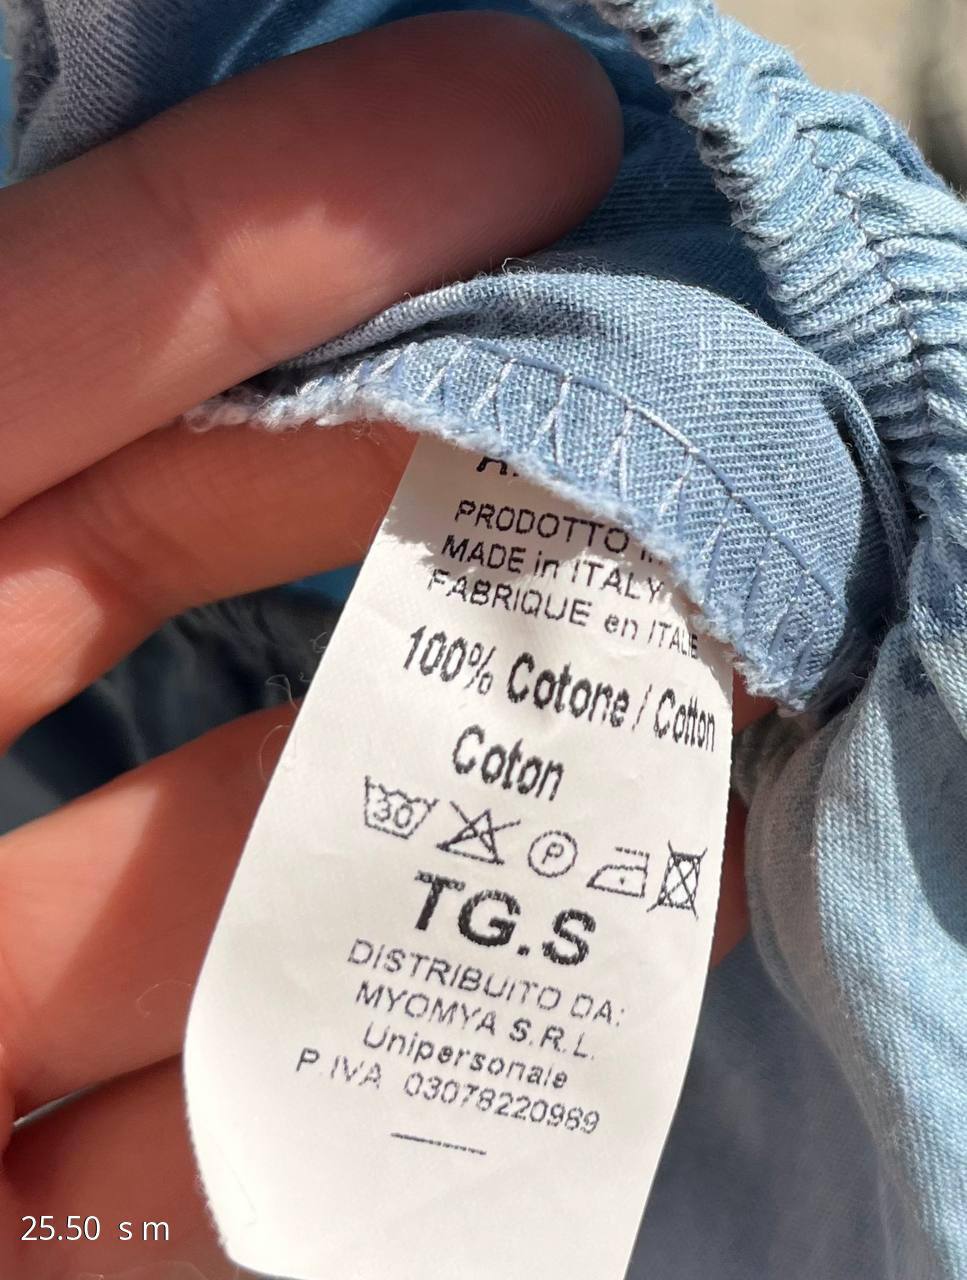 PRODOTTO
MADE in ITALY
FABRIQUE en ITALIE
100% Cotone / Cotton
Coton
30
P
TG.S
DISTRIBUITO DA:
MYOMYA S.R.L.
Unipersonale
P.IVA 03078220989
25.50 s m